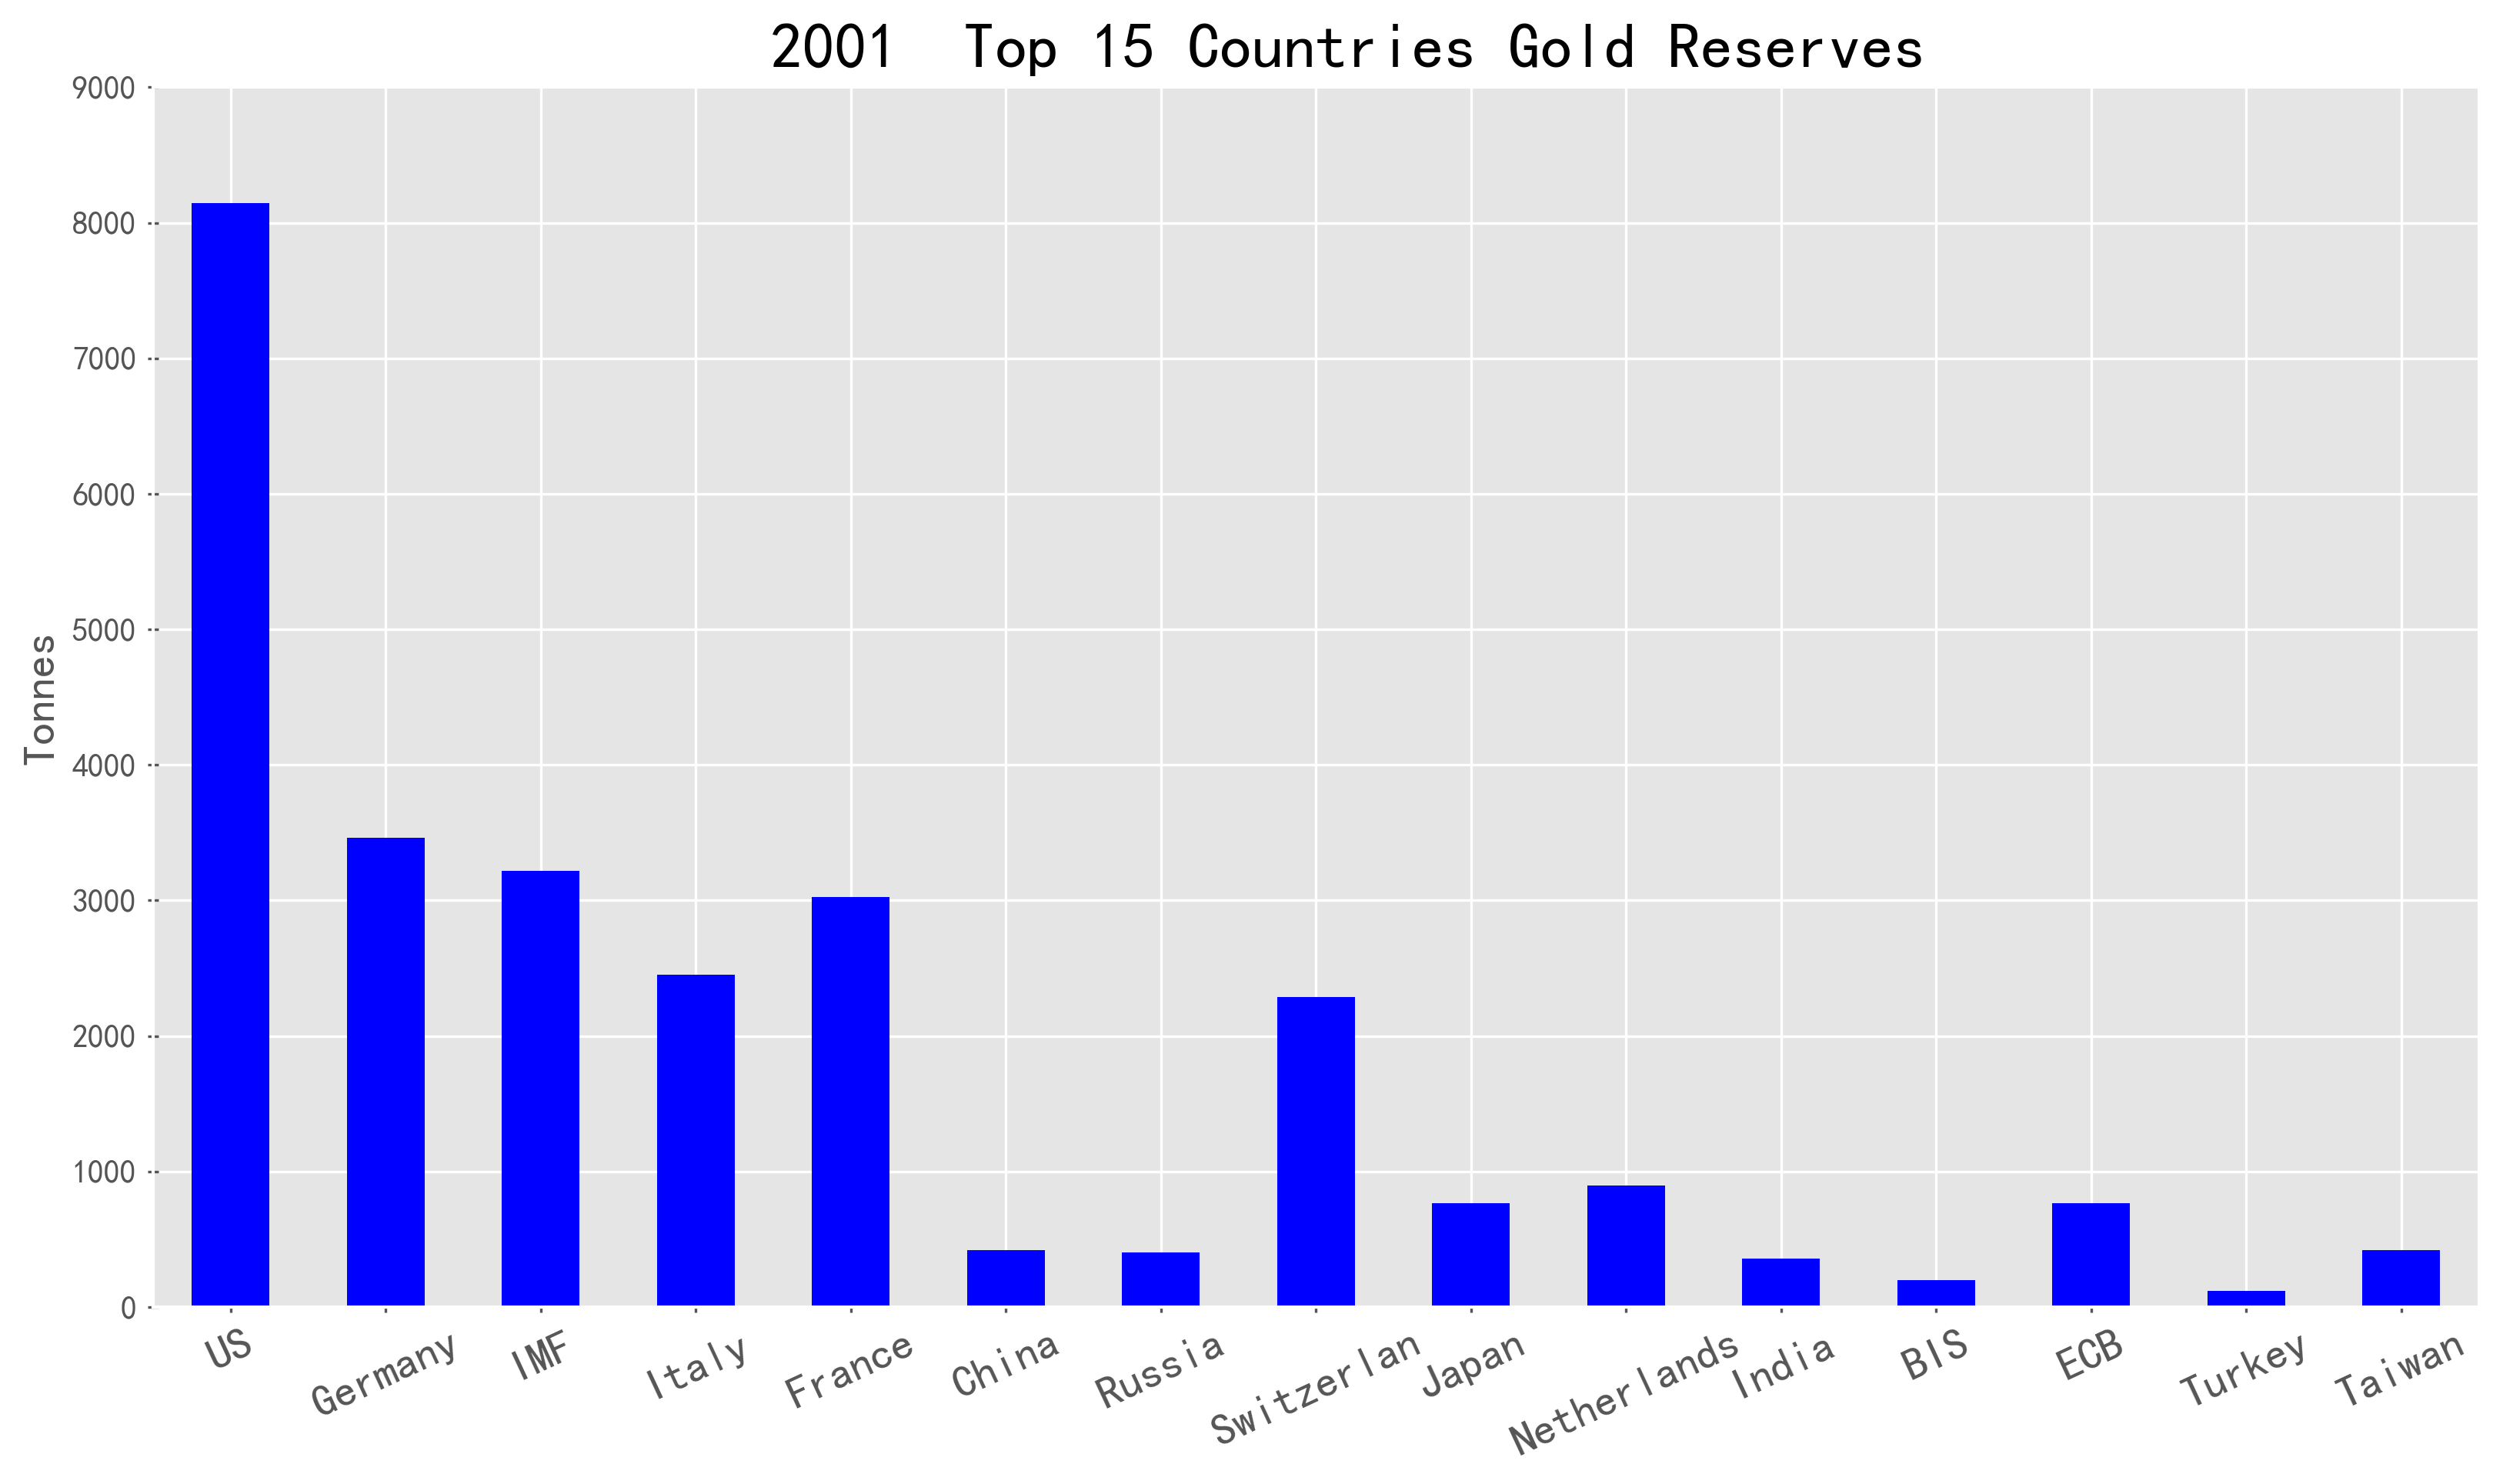 2001  Top 15 Countries Gold Reserves
Tonnes
9000
8000
7000
6000
5000
4000
3000
2000
1000
0
US
Germany
IMF
Italy
France
China
Russia
Switzerlan
Japan
Netherlands
India
BIS
ECB
Turkey
Taiwan